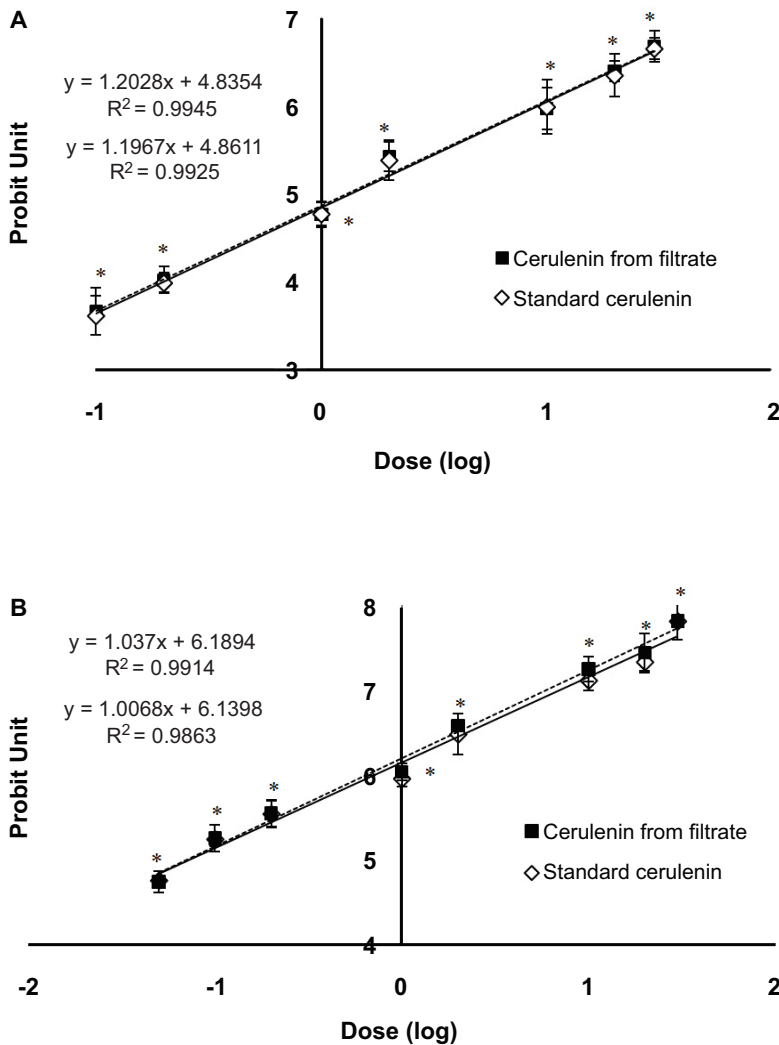 A
7
y = 1.2028x + 4.8354
R² = 0.9945
y = 1.1967x + 4.8611
R² = 0.9925
6
5
4
3
Probit Unit
* * * * * * *
Cerulenin from filtrate
Standard cerulenin
-1 0 1 2
Dose (log)
B
8
y = 1.037x + 6.1894
R² = 0.9914
y = 1.0068x + 6.1398
R² = 0.9863
7
6
5
4
Probit Unit
* * * * * * * *
Cerulenin from filtrate
Standard cerulenin
-2 -1 0 1 2
Dose (log)